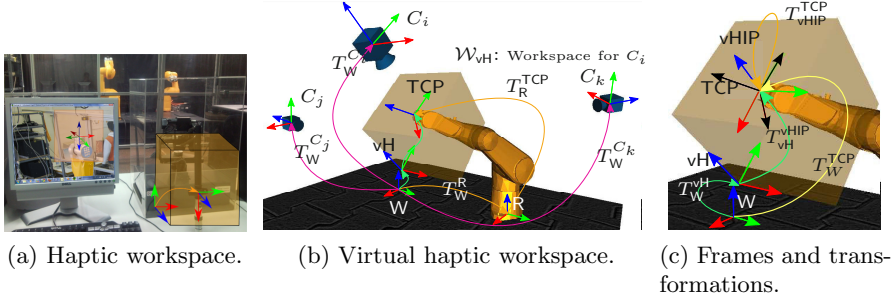 C_i
T_W^C
W_vH: Workspace for C_i
C_j
TCP
T_R^TCP
C_k
T_W^{C_j}
vH
T_W^{C_k}
W
T_W^R
R
T_vHIP^TCP
vHIP
TCP
T_vH^vHIP
vH
T_W^TCP
T_W^vH
W
(a) Haptic workspace.
(b) Virtual haptic workspace.
(c) Frames and trans-
formations.